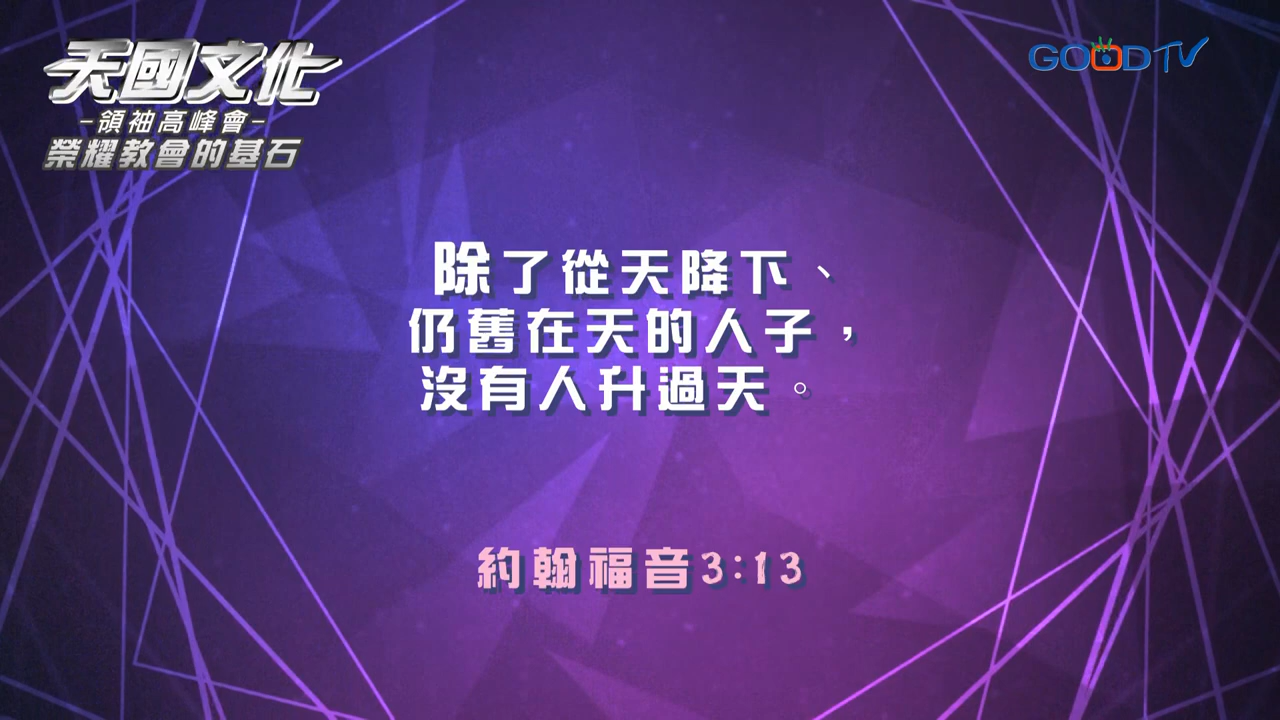 天國文化
-領袖高峰會-
榮耀教會的基石
GOOD TV
除了從天降下、
仍舊在天的人子，
沒有人升過天。
約翰福音3:13